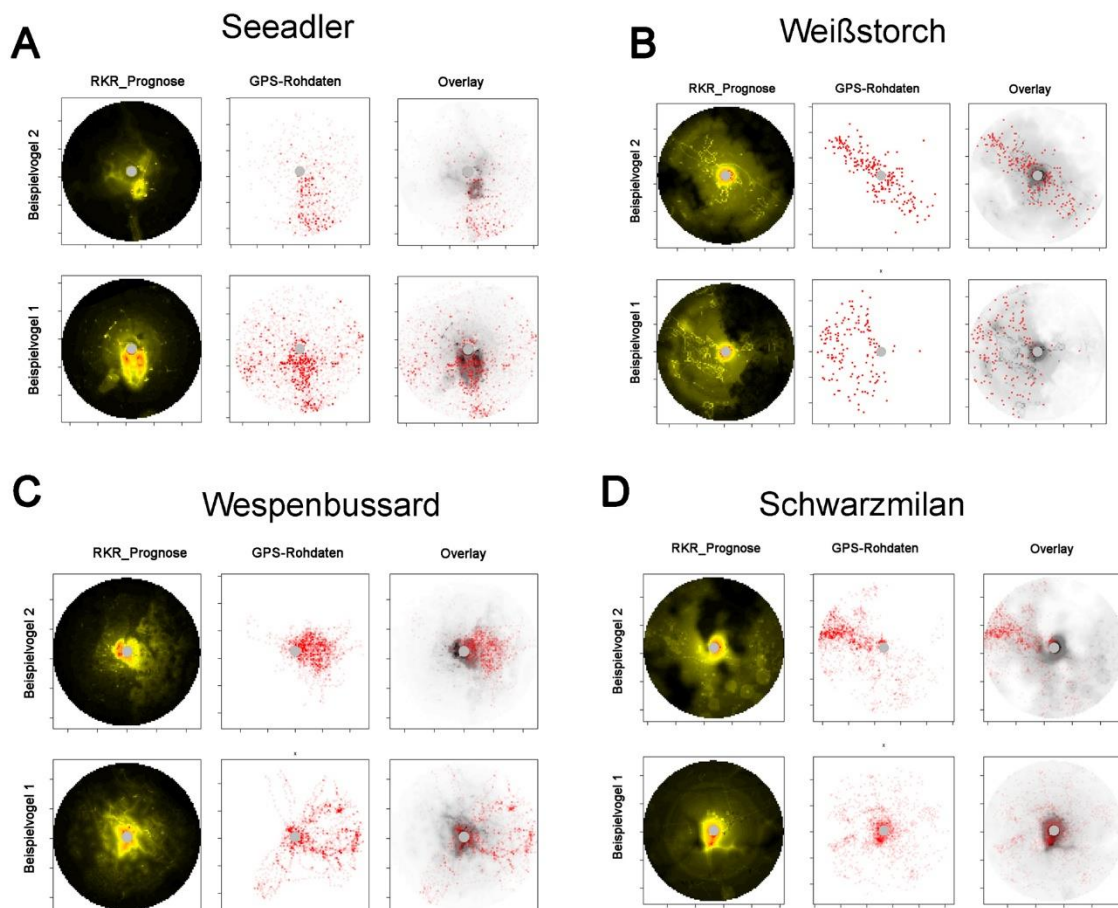 A
Seeadler
RKR_Prognose GPS-Rohdaten Overlay
Beispielvogel 2
Beispielvogel 1
B
Weißstorch
RKR_Prognose GPS-Rohdaten Overlay
Beispielvogel 2
x
Beispielvogel 1
C
Wespenbussard
RKR_Prognose GPS-Rohdaten Overlay
Beispielvogel 2
x
Beispielvogel 1
D
Schwarzmilan
RKR_Prognose GPS-Rohdaten Overlay
Beispielvogel 2
x
Beispielvogel 1